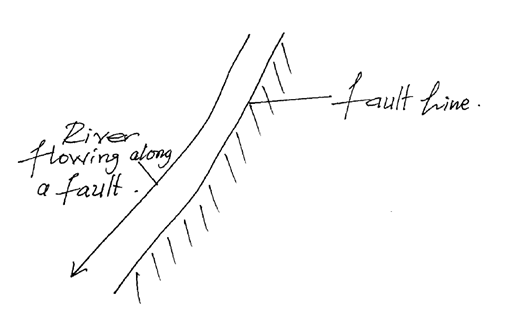 River
flowing along
a fault.
fault line.